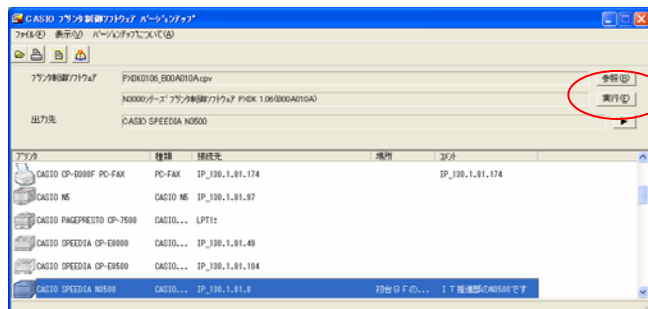 CASIO プリンタ制御ソフトウェア バージョンアップ
ファイル(F) 表示(V) バージョンアップについて(A)
プリンタ制御ソフトウェア PXDK0106_B00A010A.cpv 参照(R)
N3000シリーズ プリンタ制御ソフトウェア PXDK 1.06(B00A010A) 実行(E)
出力先 CASIO SPEEDIA N3500
プリンタ 種類 接続先 場所 コメント
CASIO CP-E8000F PC-FAX PC-FAX IP_130.1.81.174 IP_130.1.81.174
CASIO N5 CASIO N5 IP_130.1.81.97
CASIO PAGEPRESTO CP-7500 CASIO... LPT1:
CASIO SPEEDIA CP-E8000 CASIO... IP_130.1.81.49
CASIO SPEEDIA CP-E8500 CASIO... IP_130.1.81.104
CASIO SPEEDIA N3500 CASIO... IP_130.1.81.8 初台8Fの... IT推進部のN3500です